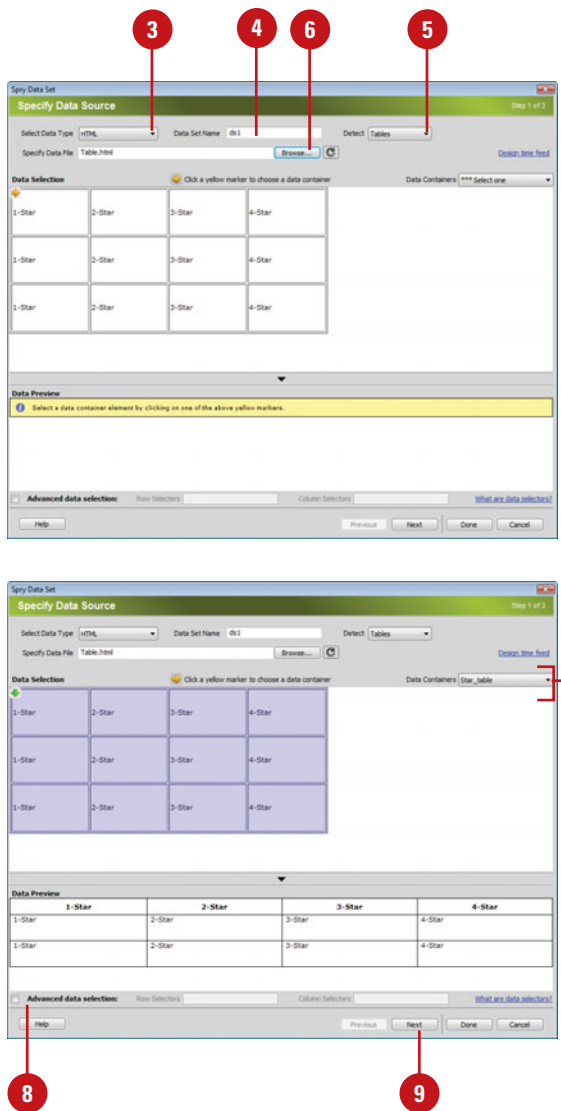 3 4 6 5
Spry Data Set
Specify Data Source Step 1 of 3
Select Data Type HTML Data Set Name ds1 Detect Tables
Specify Data File Table.html Browse... Design time feed
Data Selection Click a yellow marker to choose a data container Data Containers *** Select one
1-Star 2-Star 3-Star 4-Star
1-Star 2-Star 3-Star 4-Star
1-Star 2-Star 3-Star 4-Star
Data Preview
Select a data container element by clicking on one of the above yellow markers.
Advanced data selection: Row Selectors Column Selectors What are data selectors?
Help Previous Next Done Cancel
Spry Data Set
Specify Data Source Step 1 of 3
Select Data Type HTML Data Set Name ds1 Detect Tables
Specify Data File Table.html Browse... Design time feed
Data Selection Click a yellow marker to choose a data container Data Containers Star_table
1-Star 2-Star 3-Star 4-Star
1-Star 2-Star 3-Star 4-Star
1-Star 2-Star 3-Star 4-Star
Data Preview
1-Star 2-Star 3-Star 4-Star
1-Star 2-Star 3-Star 4-Star
1-Star 2-Star 3-Star 4-Star
Advanced data selection: Row Selectors Column Selectors What are data selectors?
Help Previous Next Done Cancel
8 9